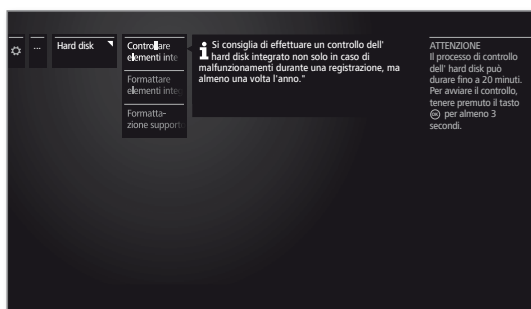 ...
Hard disk
Controllare
elementi inte
Formattare
elementi integ
Formatta-
zione supporto
Si consiglia di effettuare un controllo dell'
hard disk integrato non solo in caso di
malfunzionamenti durante una registrazione, ma
almeno una volta l'anno."
ATTENZIONE
Il processo di controllo
dell' hard disk può
durare fino a 20 minuti.
Per avviare il controllo,
tenere premuto il tasto
OK per almeno 3
secondi.